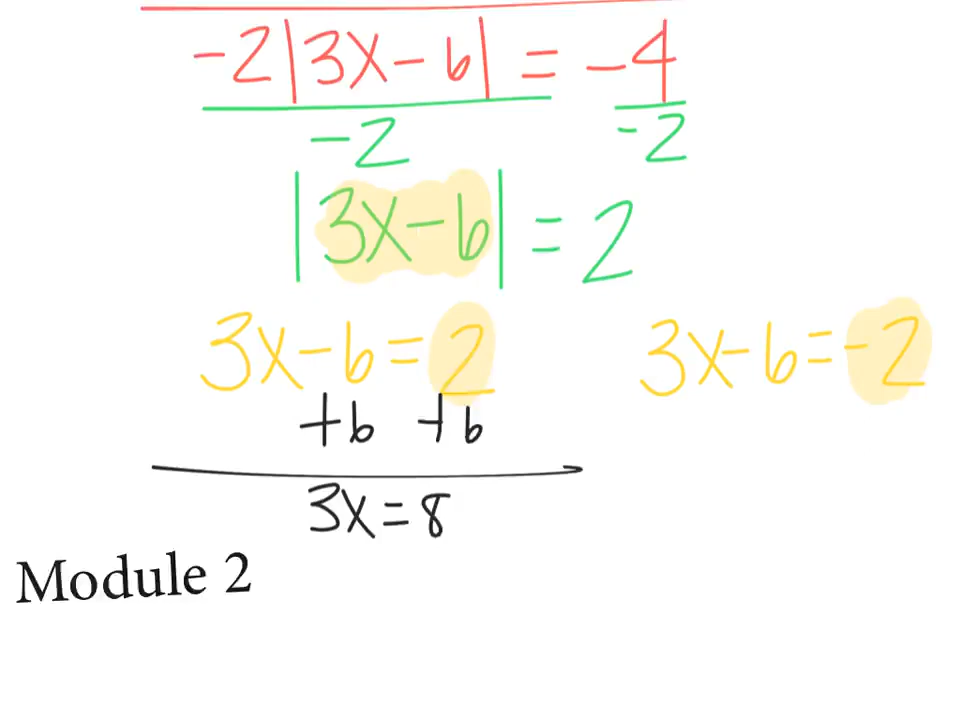 -2|3x-6| = -4
-2 -2
|3x-6| = 2
3x-6=2 3x-6=-2
+6 +6
3x=8
Module 2